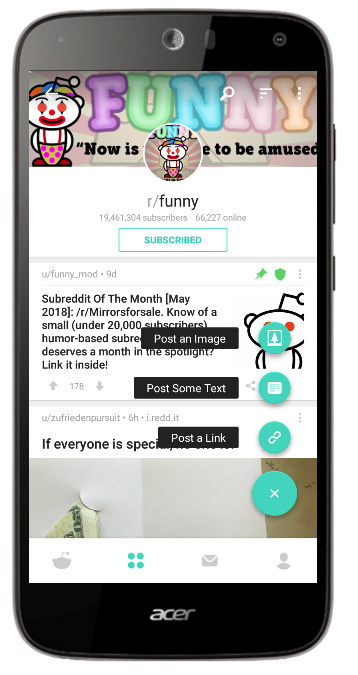 FUNNY
"Now is
e to be amused
FUNNY
r/funny
19,461,304 subscribers 66,227 online
SUBSCRIBED
u/funny_mod • 9d
Subreddit Of The Month [May
2018]: /r/Mirrorsforsale. Know of a
small (under 20,000 subscribers)
humor-based subre
deserves a month in the spotlight?
Link it inside!
Post an Image
178
Post Some Text
u/zufriedenpursuit • 6h • i.redd.it
Post a Link
If everyone is special, no one is?
acer